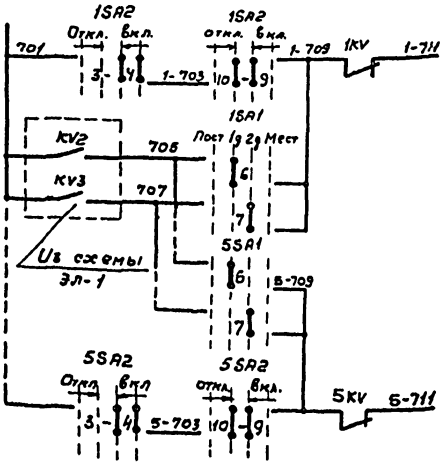 1SA2 1SA2
Откл. Вкл. откл. вкл.
701 1-709 1KV 1-711
3 - 4 1-703 10 - 9
1SA1
Пост 1д 2д Мест
KV2 705
6
KV3 707
7
5SA1
Из схемы
ЭЛ-1
6 5-709
7
5SA2 5SA2
Откл вкл откл. вкл.
5KV 5-711
3 - 4 5-703 10 - 9